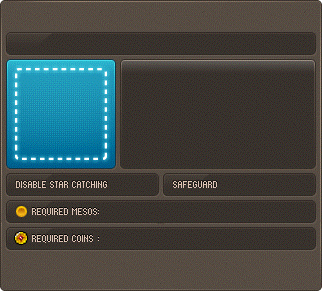 DISABLE STAR CATCHING
SAFEGUARD
REQUIRED MESOS:
REQUIRED COINS :